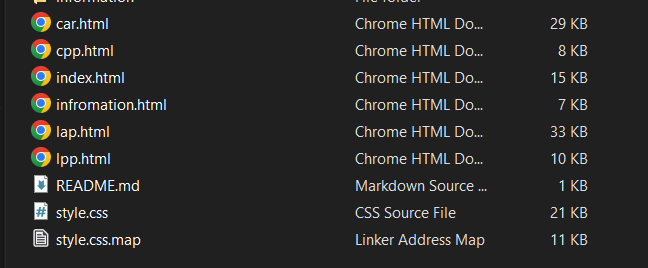 information File folder
car.html Chrome HTML Do... 29 KB
cpp.html Chrome HTML Do... 8 KB
index.html Chrome HTML Do... 15 KB
infromation.html Chrome HTML Do... 7 KB
lap.html Chrome HTML Do... 33 KB
lpp.html Chrome HTML Do... 10 KB
README.md Markdown Source ... 1 KB
style.css CSS Source File 21 KB
style.css.map Linker Address Map 11 KB